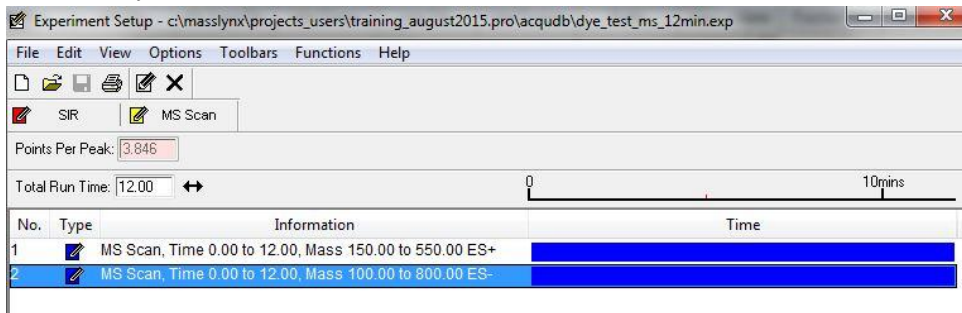 Experiment Setup - c:\masslynx\projects_users\training_august2015.pro\acqudb\dye_test_ms_12min.exp
File Edit View Options Toolbars Functions Help
SIR MS Scan
Points Per Peak: 3.846
Total Run Time: 12.00 0 10mins
No. Type Information Time
1 MS Scan, Time 0.00 to 12.00, Mass 150.00 to 550.00 ES+
2 MS Scan, Time 0.00 to 12.00, Mass 100.00 to 800.00 ES-